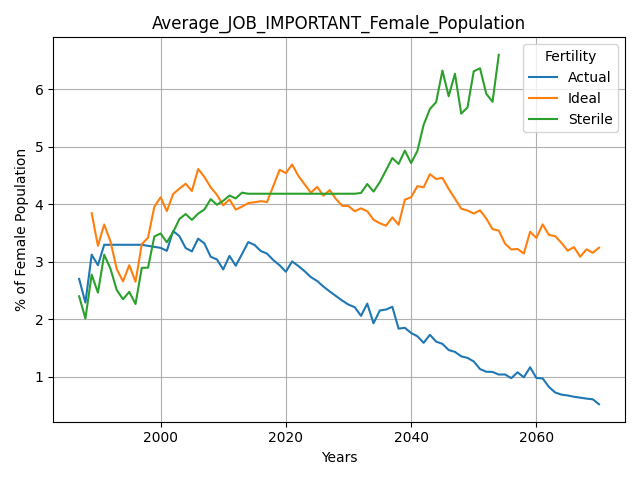 Average_JOB_IMPORTANT_Female_Population
% of Female Population
6
5
4
3
2
1
2000
2020
2040
2060
Years
Fertility
Actual
Ideal
Sterile